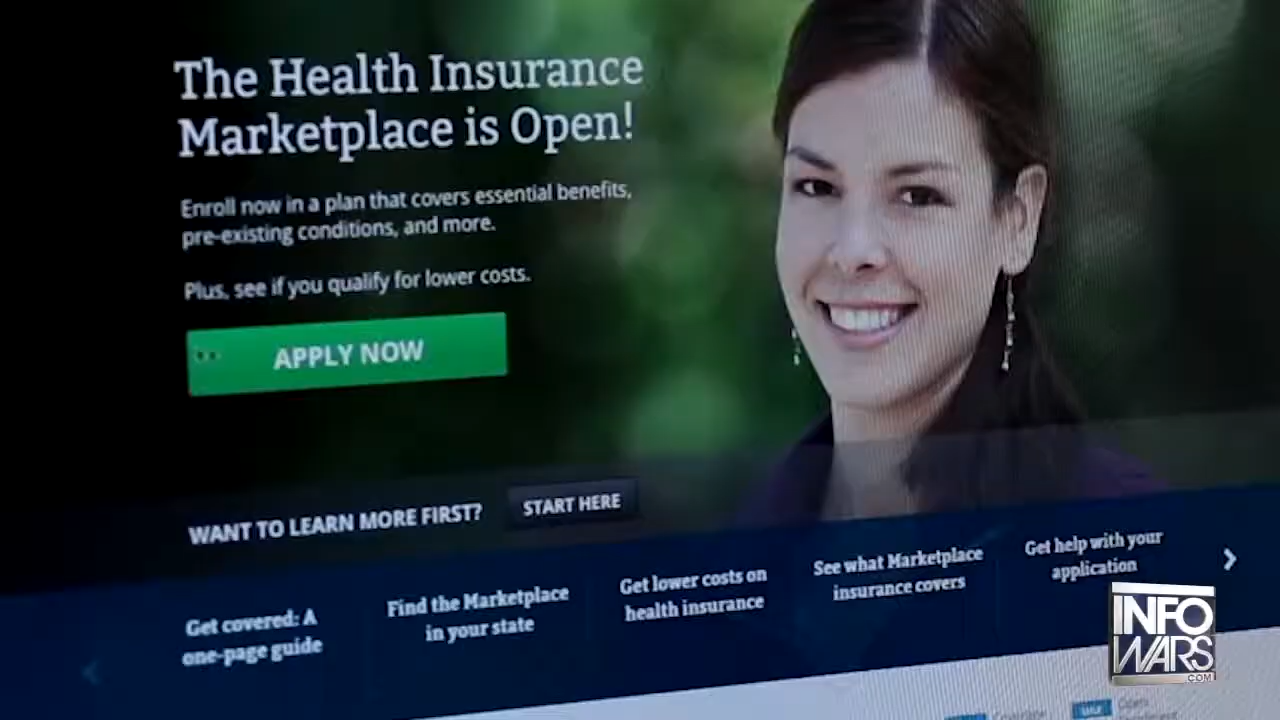 The Health Insurance
Marketplace is Open!
Enroll now in a plan that covers essential benefits,
pre-existing conditions, and more.
Plus, see if you qualify for lower costs.
APPLY NOW
WANT TO LEARN MORE FIRST?
START HERE
Get covered: A
one-page guide
Find the Marketplace
in your state
Get lower costs on
health insurance
See what Marketplace
insurance covers
Get help with your
application
INFO
WARS
.COM